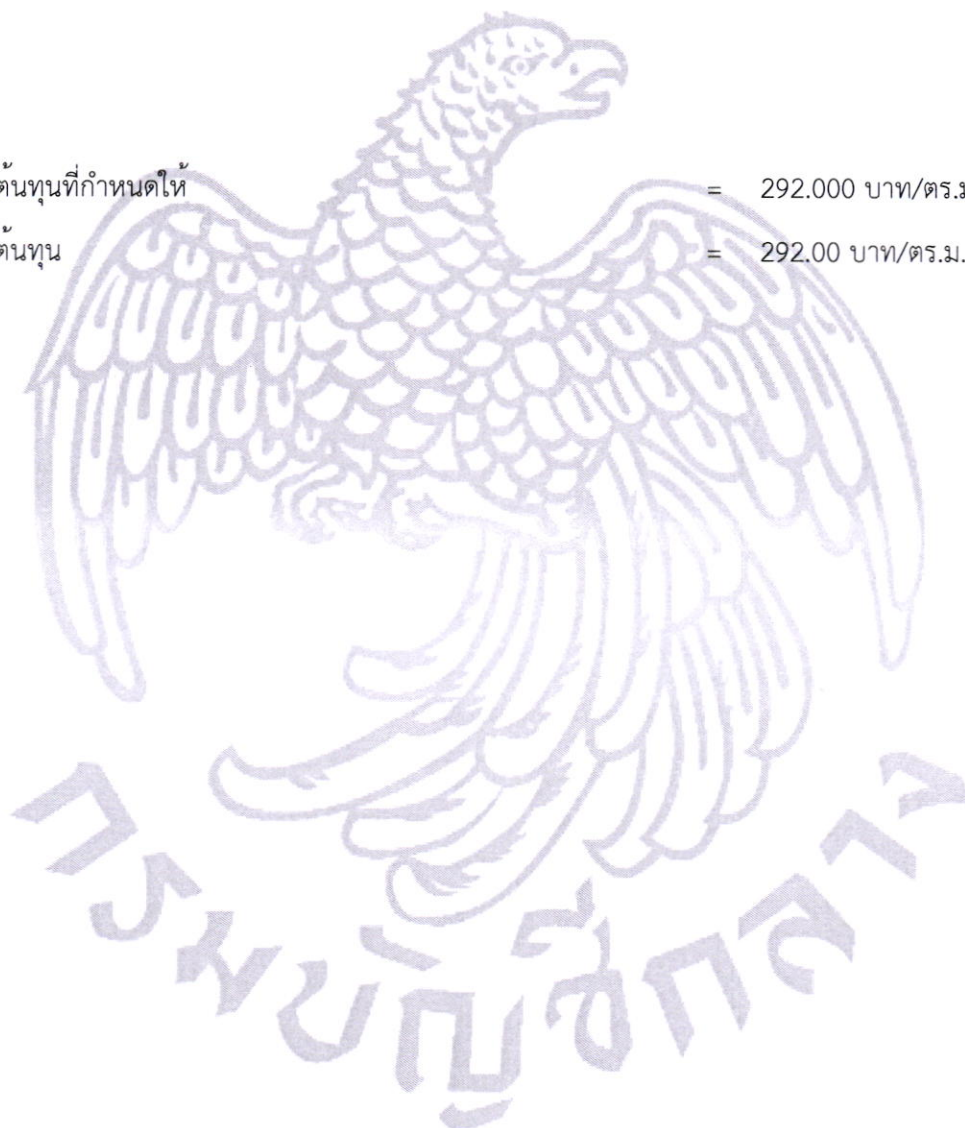 ต้นทุนที่กำหนดให้ = 292.000 บาท/ตร.ม
ต้นทุน = 292.00 บาท/ตร.ม.
กรมบัญชีกลาง